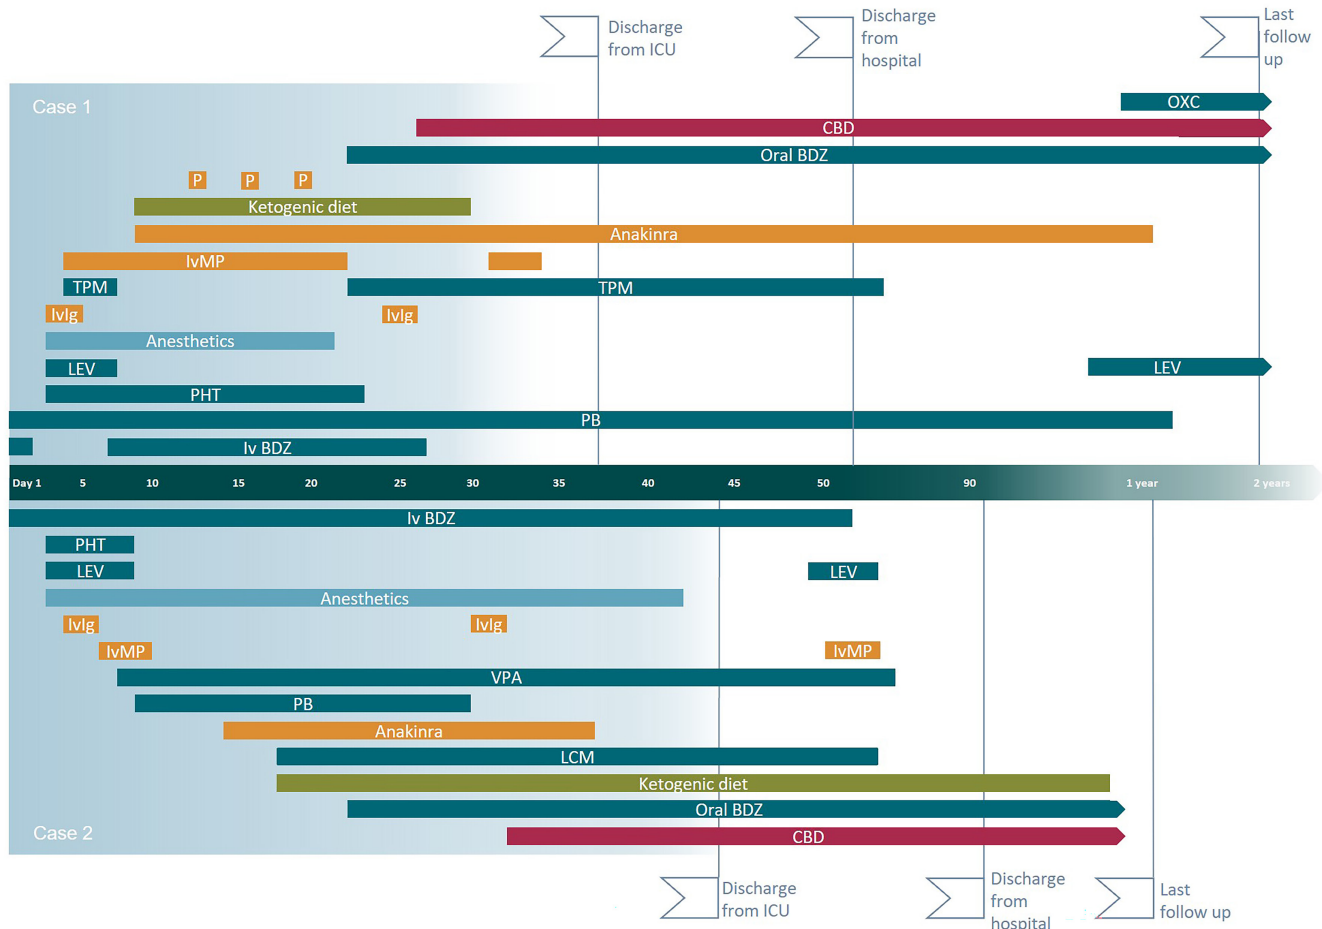 Discharge
from ICU
Discharge
from
hospital
Last
follow
up
Case 1
OXC
CBD
Oral BDZ
P P P
Ketogenic diet
Anakinra
IvMP
TPM TPM
IvIg IvIg
Anesthetics
LEV LEV
PHT
PB
Iv BDZ
Day 1 5 10 15 20 25 30 35 40 45 50 90 1 year 2 years
Iv BDZ
PHT
LEV LEV
Anesthetics
IvIg IvIg
IvMP IvMP
VPA
PB
Anakinra
LCM
Ketogenic diet
Oral BDZ
Case 2
CBD
Discharge
from ICU
Discharge
from
hospital
Last
follow up